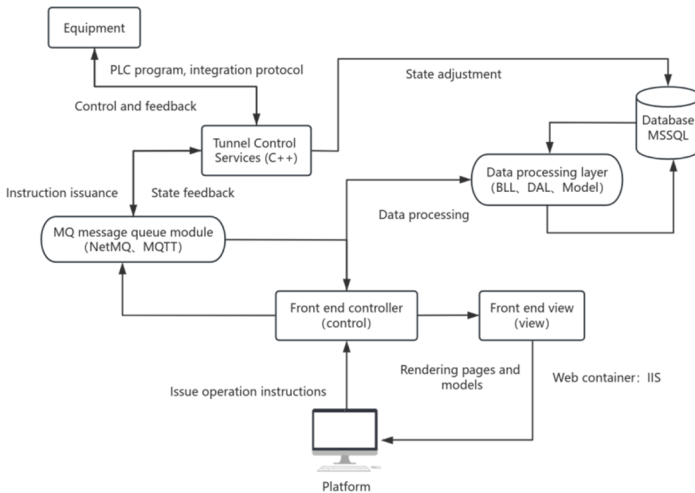 Equipment
PLC program, integration protocol
State adjustment
Control and feedback
Database
MSSQL
Tunnel Control
Services (C++)
Data processing layer
(BLL、DAL、Model)
Instruction issuance
State feedback
Data processing
MQ message queue module
(NetMQ、MQTT)
Front end controller
(control)
Front end view
(view)
Rendering pages and
models
Web container: IIS
Issue operation instructions
Platform